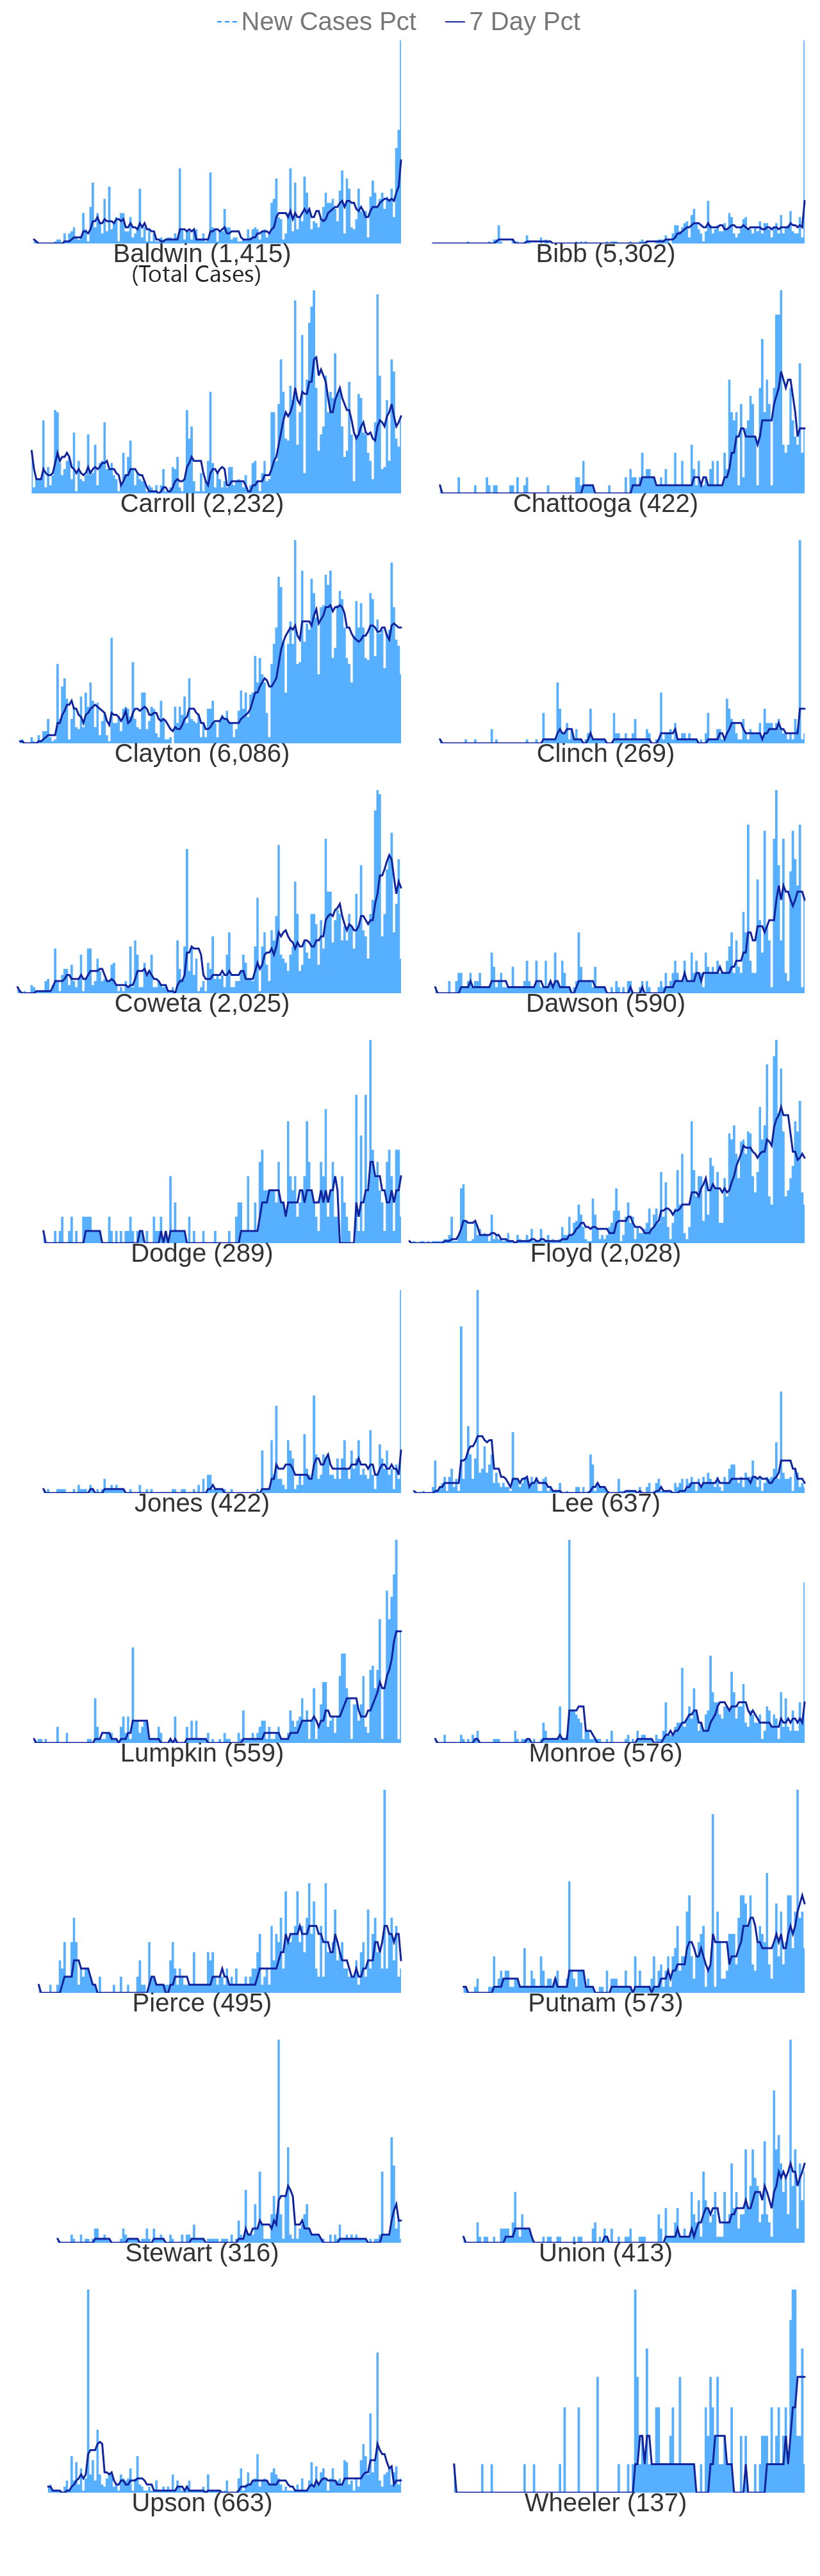 New Cases Pct 7 Day Pct
Baldwin (1,415) Bibb (5,302)
(Total Cases)
Carroll (2,232) Chattooga (422)
Clayton (6,086) Clinch (269)
Coweta (2,025) Dawson (590)
Dodge (289) Floyd (2,028)
Jones (422) Lee (637)
Lumpkin (559) Monroe (576)
Pierce (495) Putnam (573)
Stewart (316) Union (413)
Upson (663) Wheeler (137)